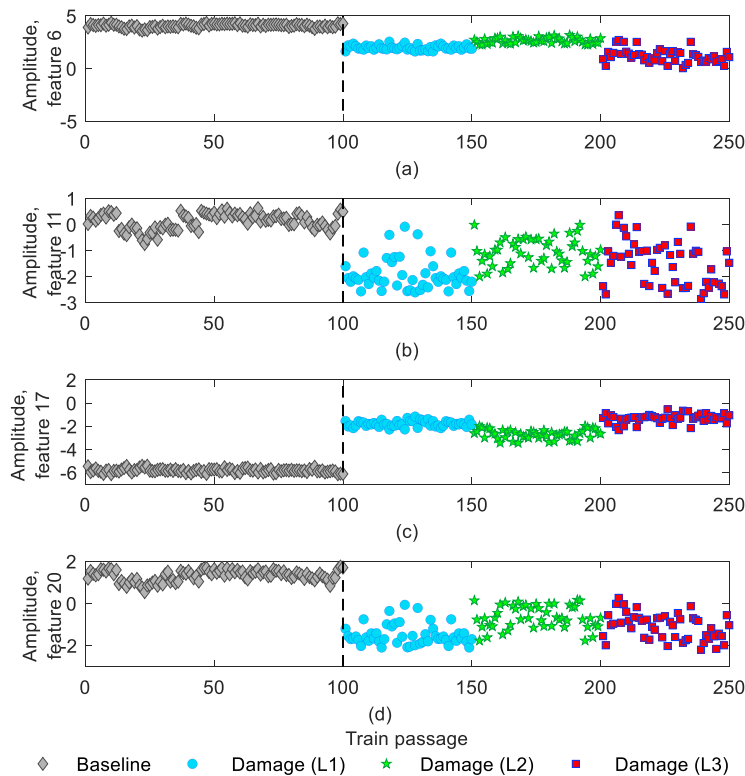 Amplitude,
feature 6
5
0
-5
0 50 100 150 200 250
(a)
Amplitude,
feature 11
1
0
-1
-2
-3
0 50 100 150 200 250
(b)
Amplitude,
feature 17
2
0
-2
-4
-6
0 50 100 150 200 250
(c)
Amplitude,
feature 20
2
0
-2
0 50 100 150 200 250
(d)
Train passage
Baseline Damage (L1) Damage (L2) Damage (L3)